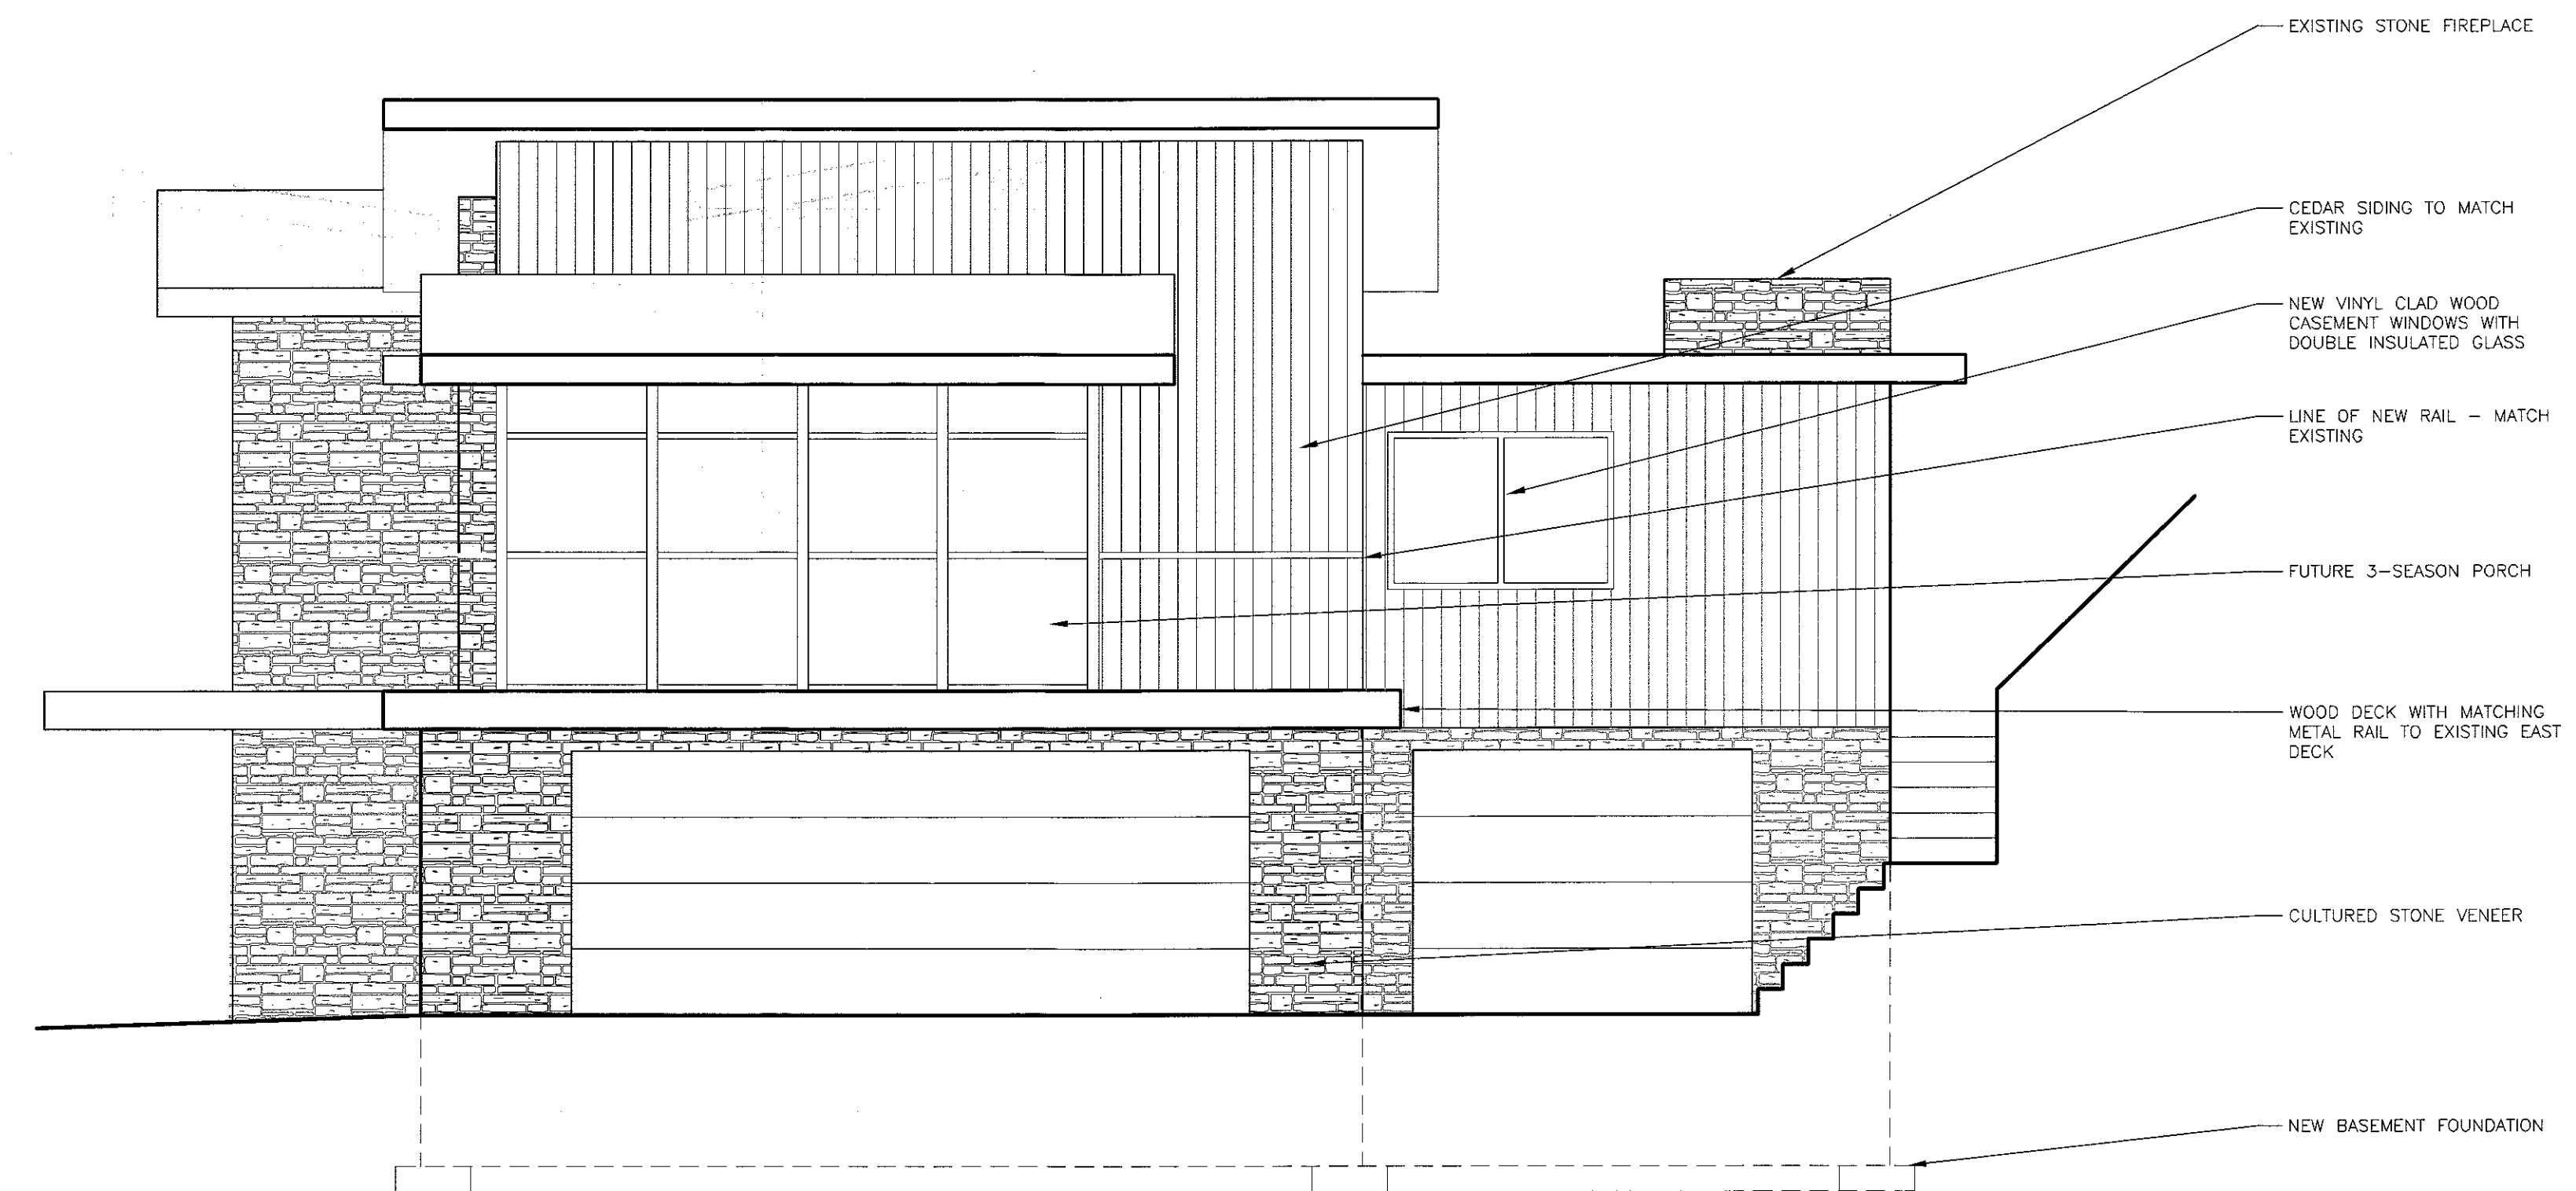 EXISTING STONE FIREPLACE
CEDAR SIDING TO MATCH
EXISTING
NEW VINYL CLAD WOOD
CASEMENT WINDOWS WITH
DOUBLE INSULATED GLASS
LINE OF NEW RAIL – MATCH
EXISTING
FUTURE 3–SEASON PORCH
WOOD DECK WITH MATCHING
METAL RAIL TO EXISTING EAST
DECK
CULTURED STONE VENEER
NEW BASEMENT FOUNDATION